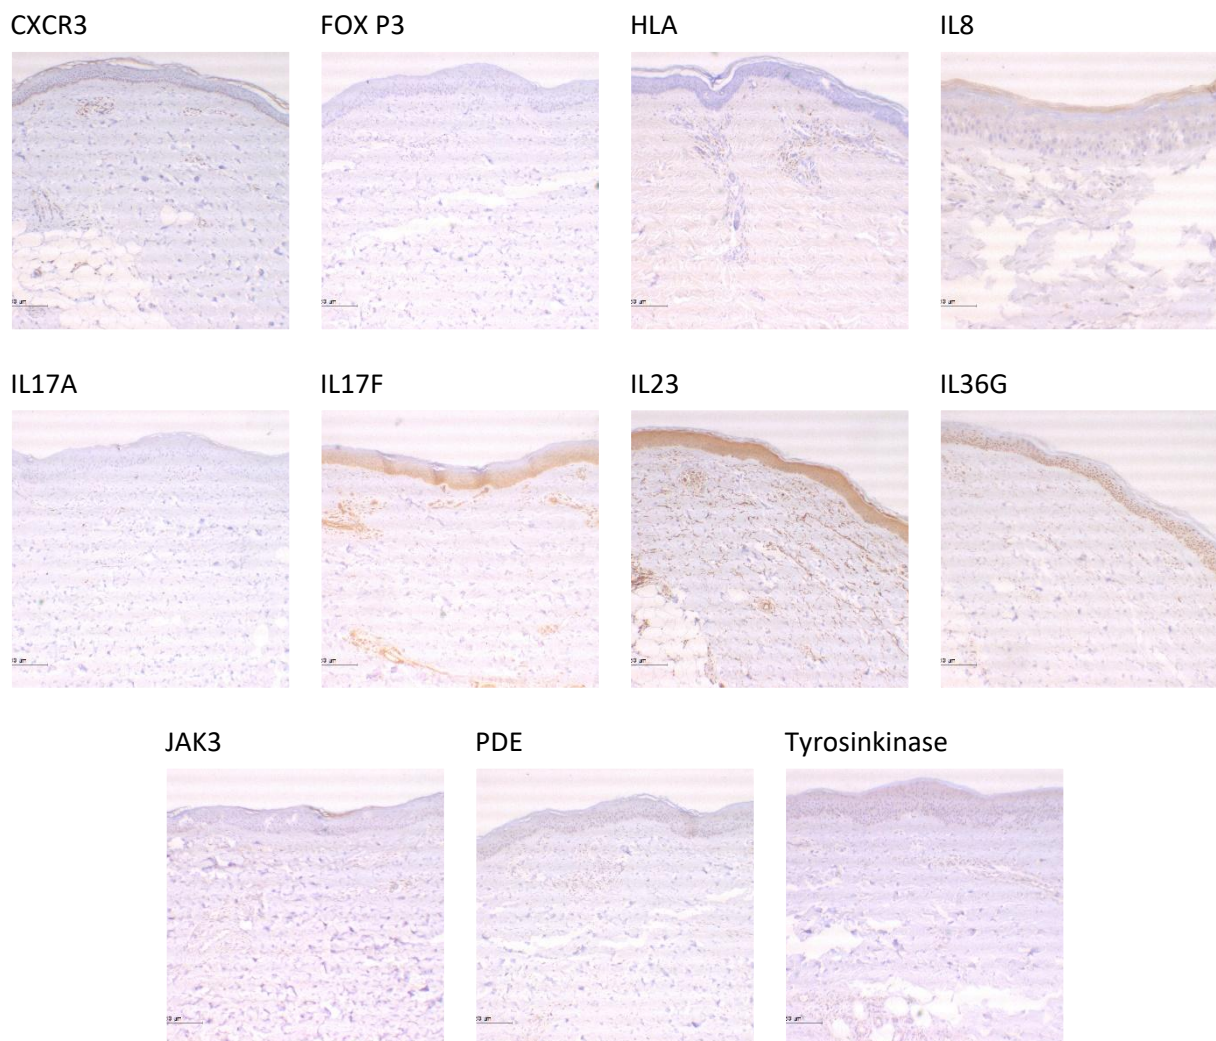 CXCR3
FOX P3
HLA
IL8
IL17A
IL17F
IL23
IL36G
JAK3
PDE
Tyrosinkinase